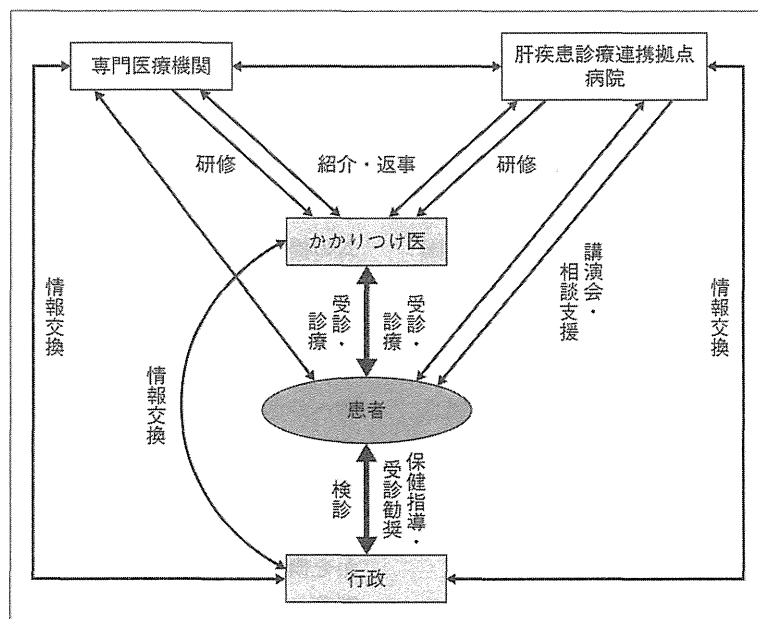 専門医療機関
肝疾患診療連携拠点
病院
研修
紹介・返事
研修
かかりつけ医
情報交換
情報交換
受診・
診療
受診・
診療
講演会・
相談支援
情報交換
患者
検診
保健指導・
受診勧奨
行政